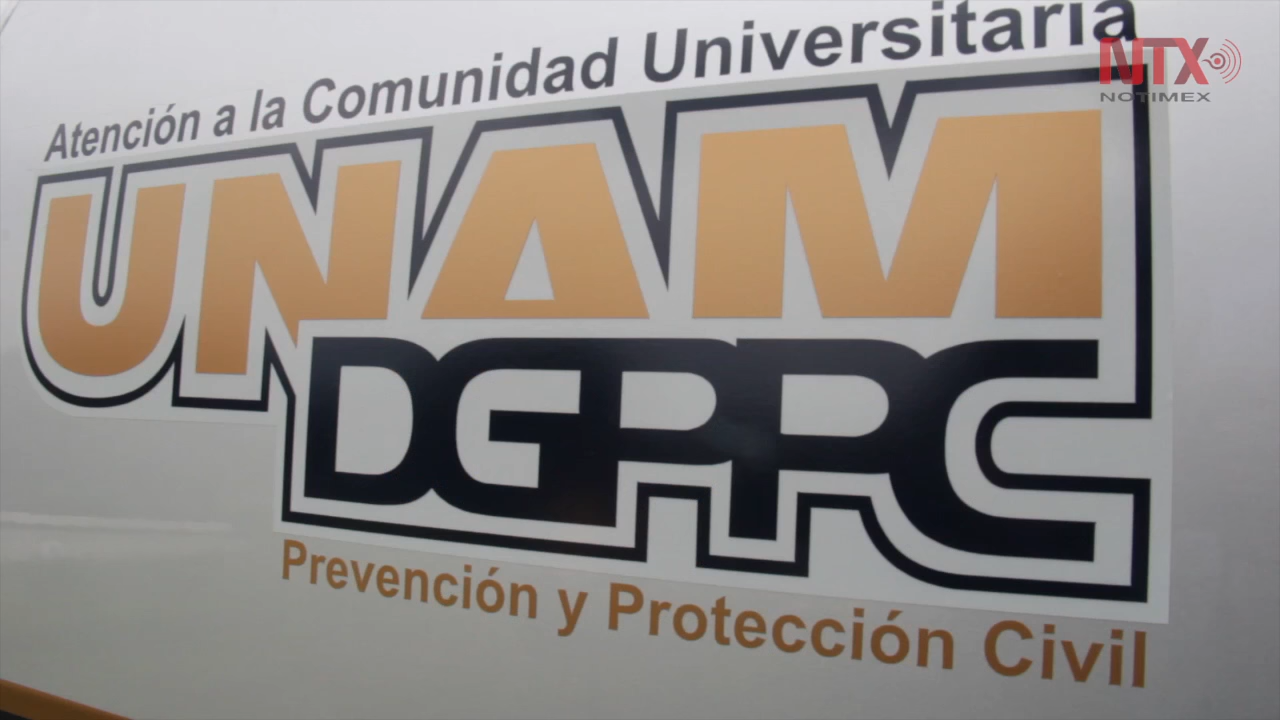 Atención a la Comunidad Universitaria
NTX
NOTIMEX
UNAM
DGPPC
Prevención y Protección Civil